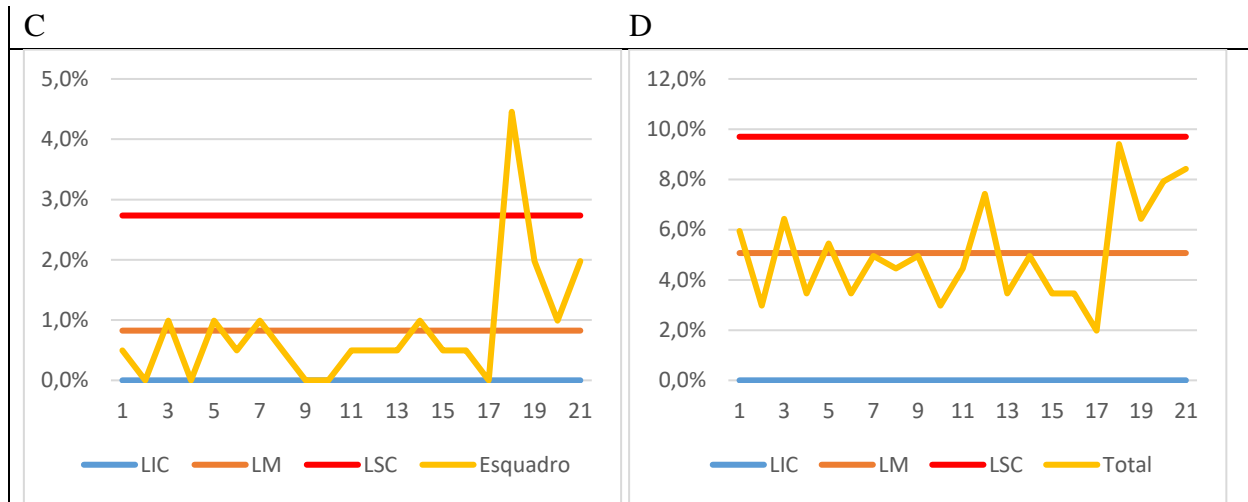 C
D
5,0%
4,0%
3,0%
2,0%
1,0%
0,0%
1 3 5 7 9 11 13 15 17 19 21
LIC LM LSC Esquadro
12,0%
10,0%
8,0%
6,0%
4,0%
2,0%
0,0%
1 3 5 7 9 11 13 15 17 19 21
LIC LM LSC Total